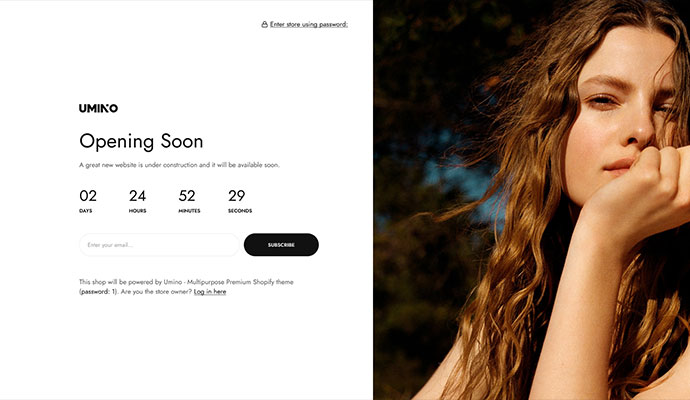 Enter store using password:
UMINO
Opening Soon
A great new website is under construction and it will be available soon.
02 24 52 29
DAYS HOURS MINUTES SECONDS
Enter your email...
SUBSCRIBE
This shop will be powered by Umino - Multipurpose Premium Shopify theme
(password: 1). Are you the store owner? Log in here